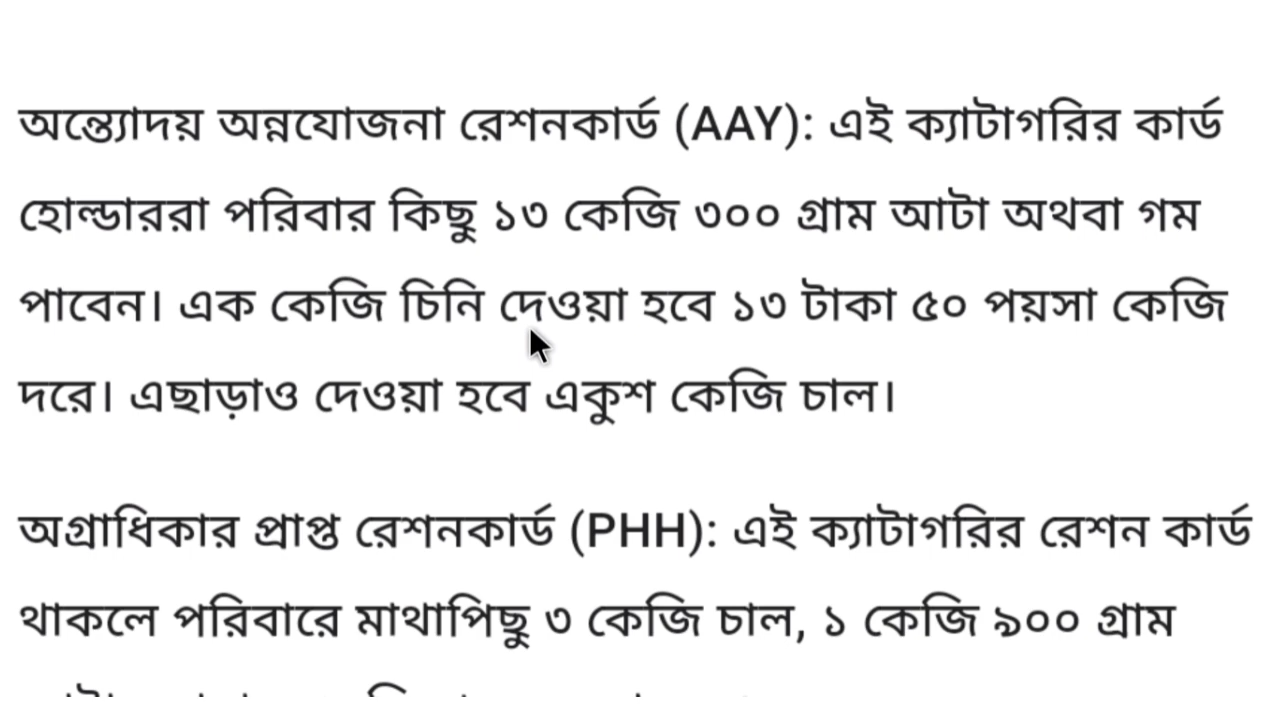 অন্ত্যোদয় অন্নযোজনা রেশনকার্ড (AAY): এই ক্যাটাগরির কার্ড
হোল্ডাররা পরিবার কিছু ১৩ কেজি ৩০০ গ্রাম আটা অথবা গম
পাবেন। এক কেজি চিনি দেওয়া হবে ১৩ টাকা ৫০ পয়সা কেজি
দরে। এছাড়াও দেওয়া হবে একুশ কেজি চাল।
অগ্রাধিকার প্রাপ্ত রেশনকার্ড (PHH): এই ক্যাটাগরির রেশন কার্ড
থাকলে পরিবারে মাথাপিছু ৩ কেজি চাল, ১ কেজি ৯০০ গ্রাম